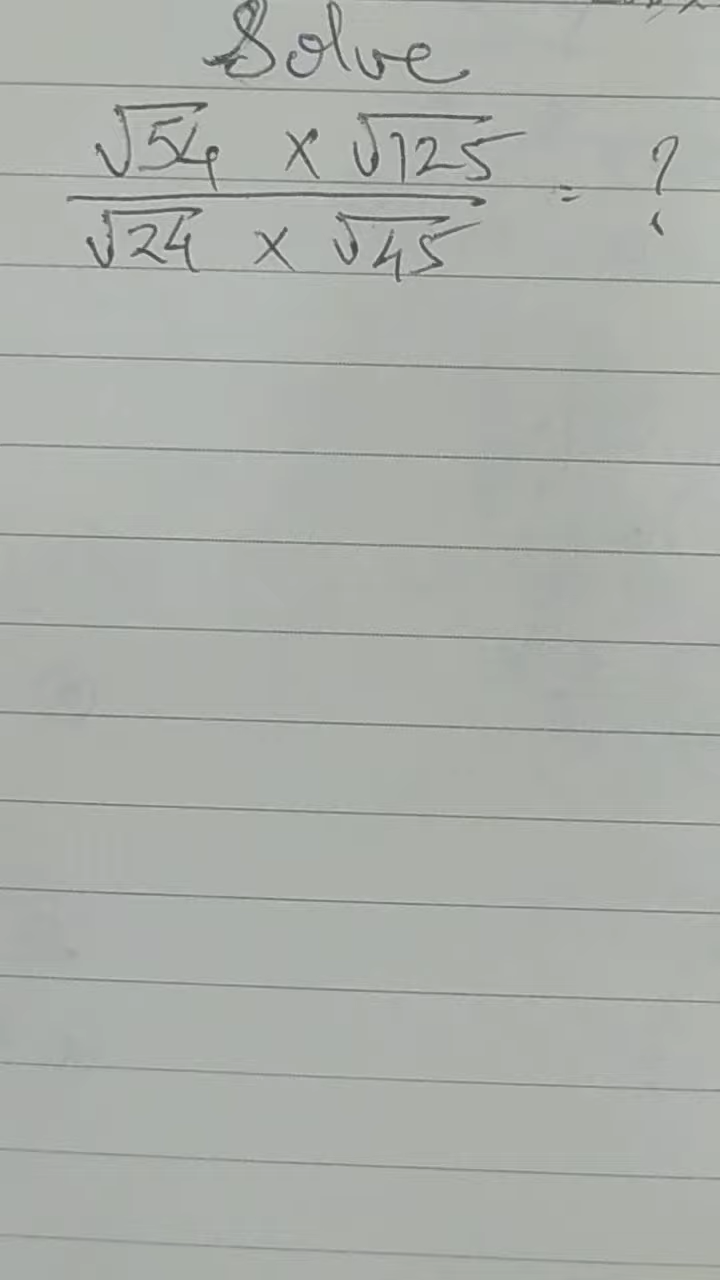 Solve
√54 × √125
= ?
√24 × √45